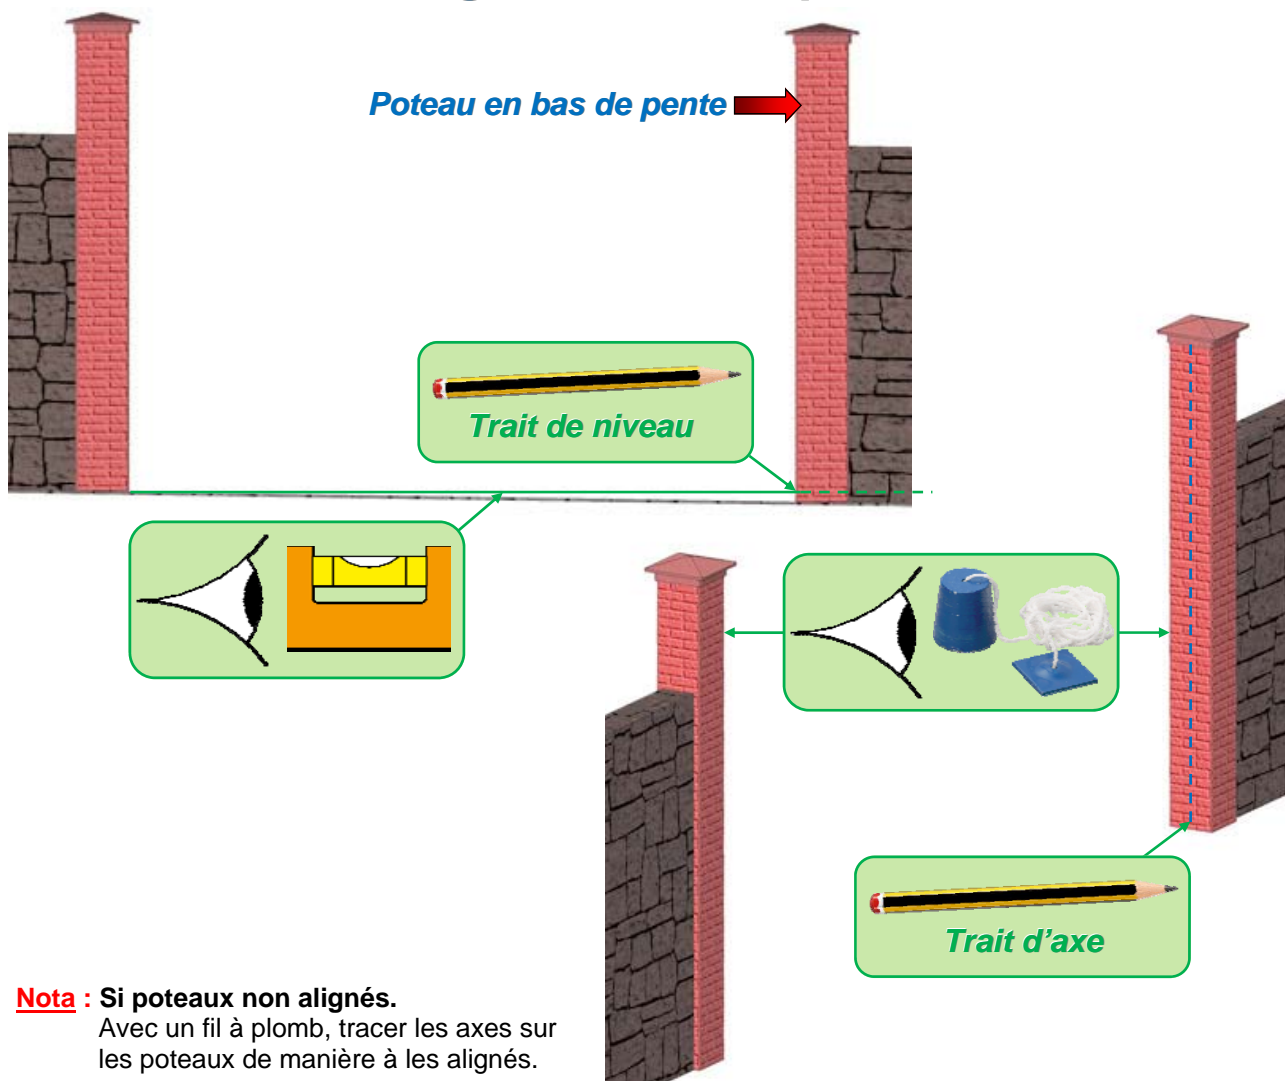 Poteau en bas de pente
Trait de niveau
Trait d'axe
Nota : Si poteaux non alignés.
Avec un fil à plomb, tracer les axes sur
les poteaux de manière à les alignés.